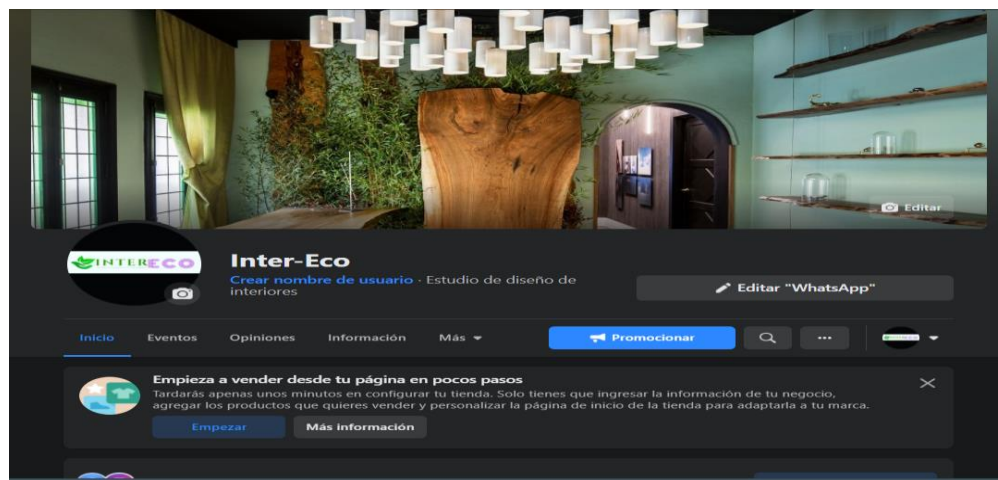 Editar
INTERECO
Inter-Eco
Crear nombre de usuario · Estudio de diseño de
interiores
Editar "WhatsApp"
Inicio
Eventos
Opiniones
Información
Más
Promocionar
...
Empieza a vender desde tu página en pocos pasos
Tardarás apenas unos minutos en configurar tu tienda. Solo tienes que ingresar la información de tu negocio,
agregar los productos que quieres vender y personalizar la página de inicio de la tienda para adaptarla a tu marca.
Empezar
Más información